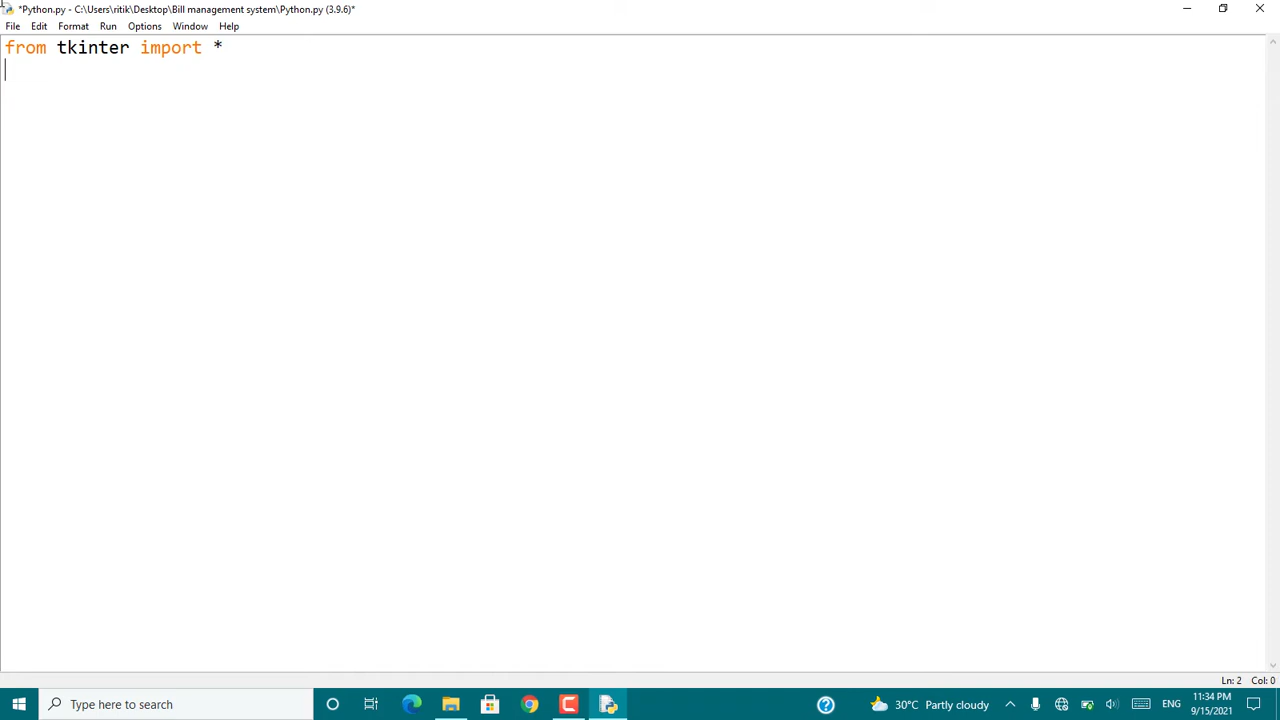 *Python.py - C:\Users\ritik\Desktop\Bill management system\Python.py (3.9.6)*
File Edit Format Run Options Window Help
from tkinter import *
Ln: 2 Col: 0
Type here to search
30°C Partly cloudy
ENG
11:34 PM
9/15/2021